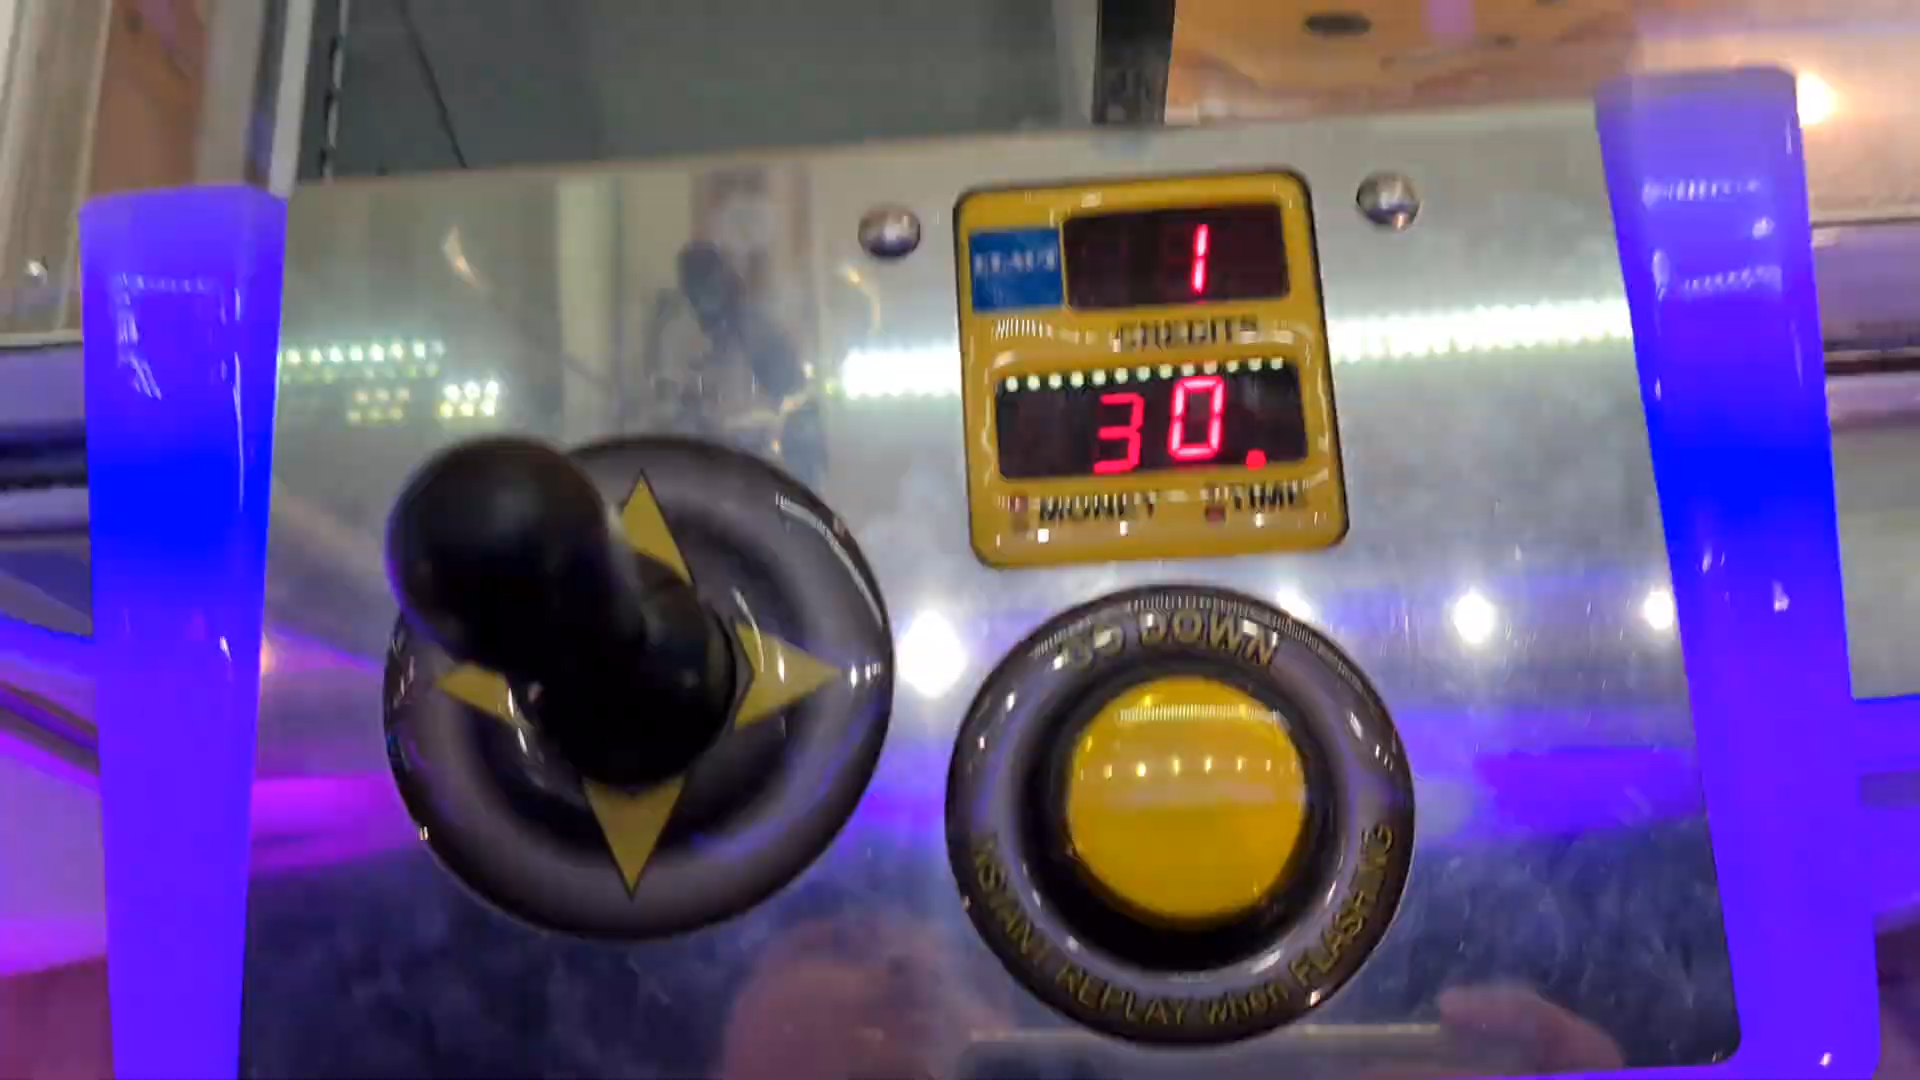 1
CREDITS
30.
MONEY TIME
GO DOWN
INSTANT REPLAY when FLASHING